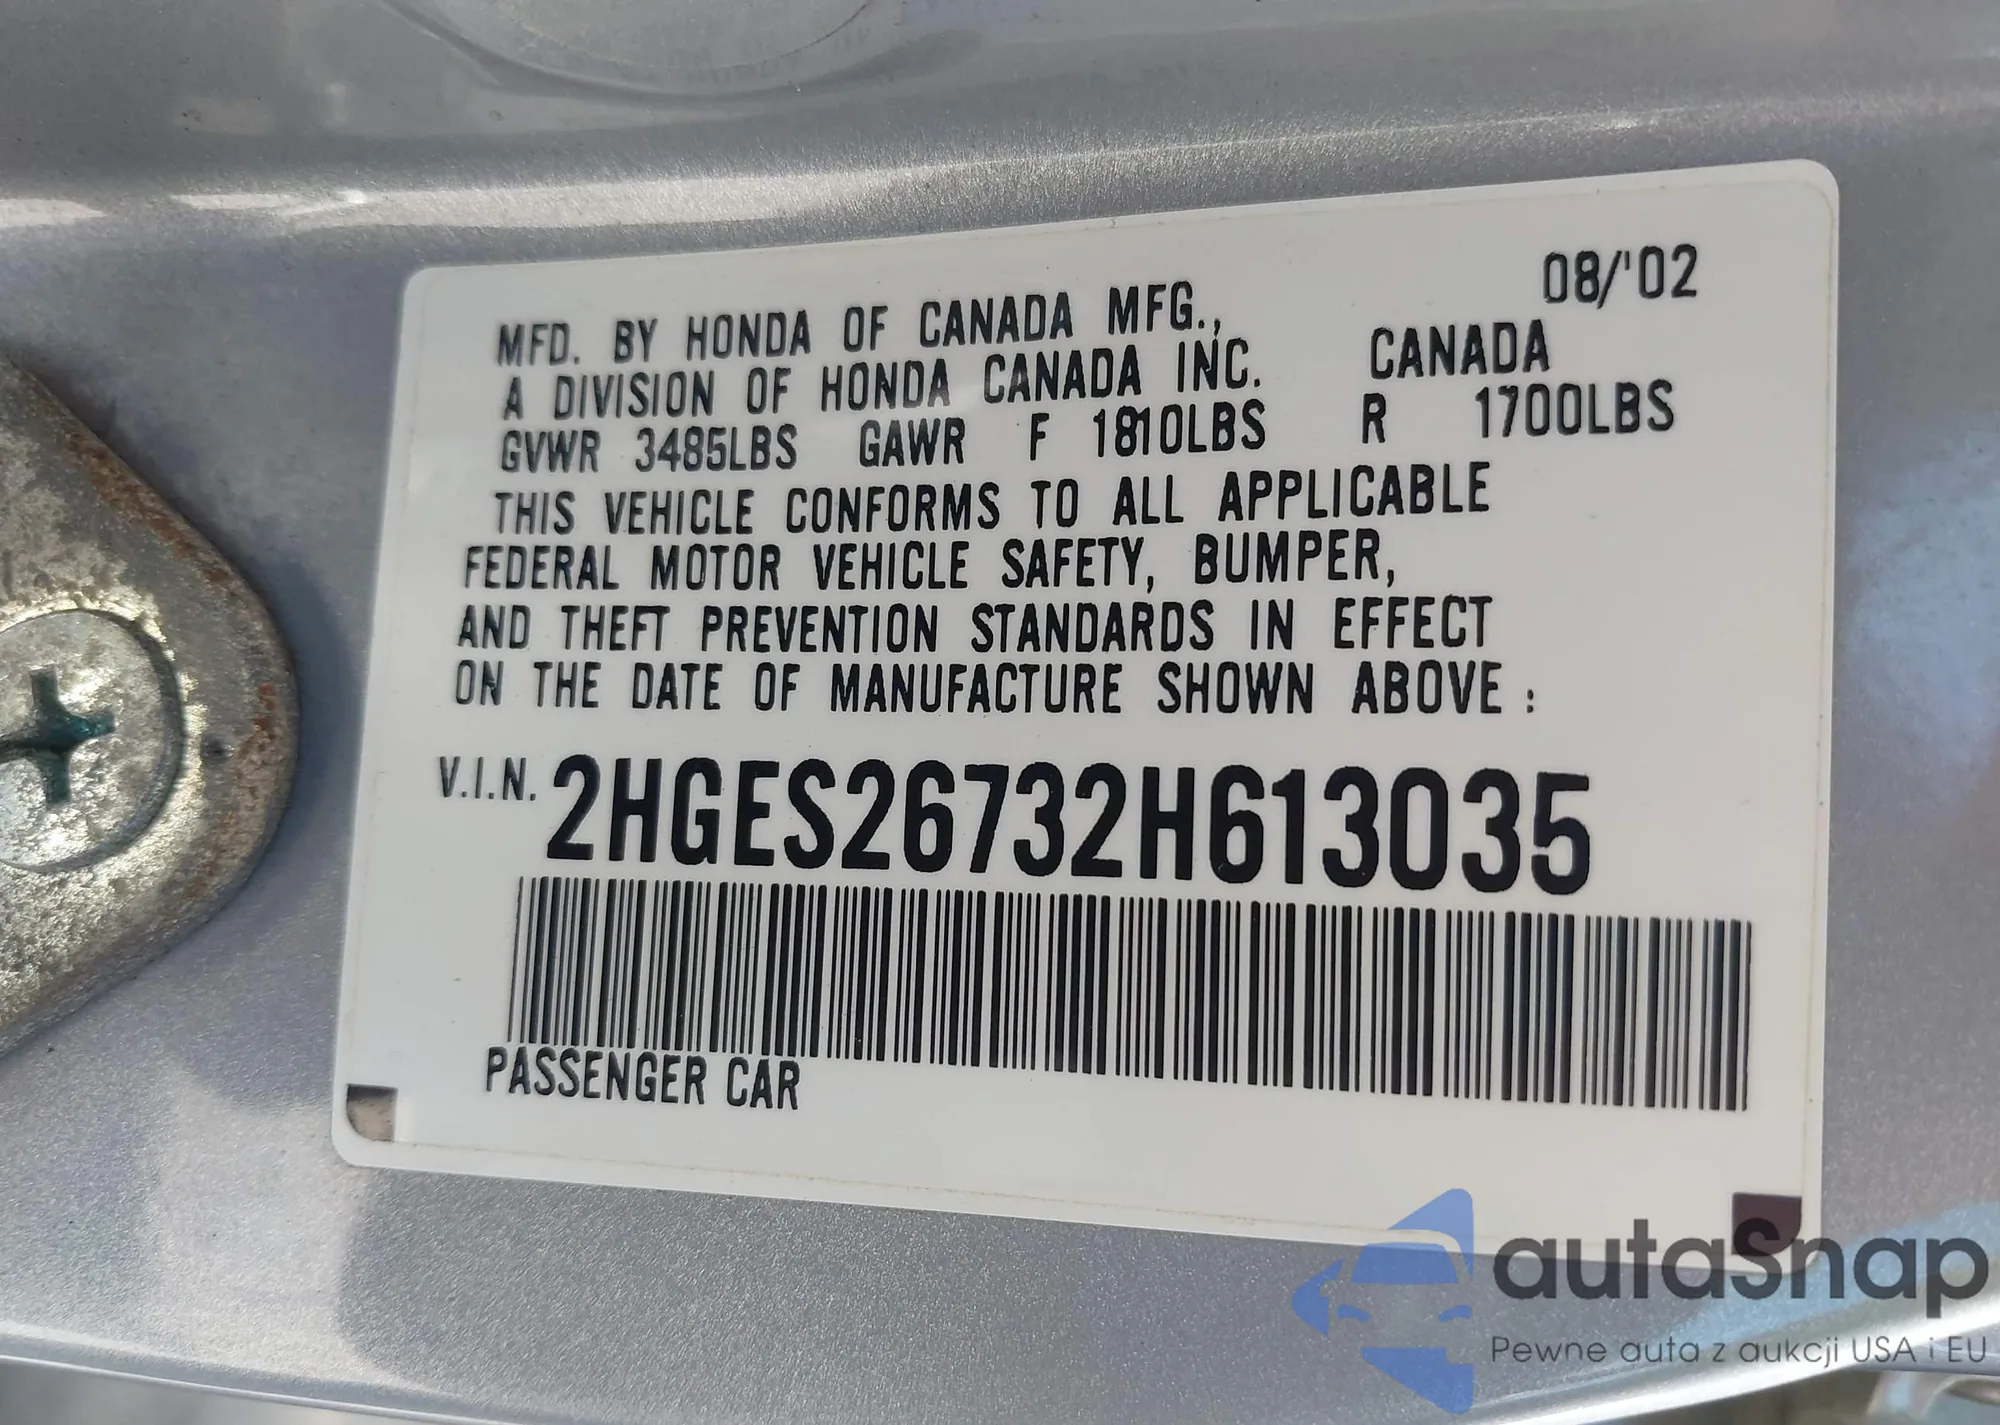 08/'02
MFD. BY HONDA OF CANADA MFG.,
A DIVISION OF HONDA CANADA INC. CANADA
GVWR 3485LBS GAWR F 1810LBS R 1700LBS
THIS VEHICLE CONFORMS TO ALL APPLICABLE
FEDERAL MOTOR VEHICLE SAFETY, BUMPER,
AND THEFT PREVENTION STANDARDS IN EFFECT
ON THE DATE OF MANUFACTURE SHOWN ABOVE :
V.I.N. 2HGES26732H613035
PASSENGER CAR
autaSnap
Pewne auta z aukcji USA i EU